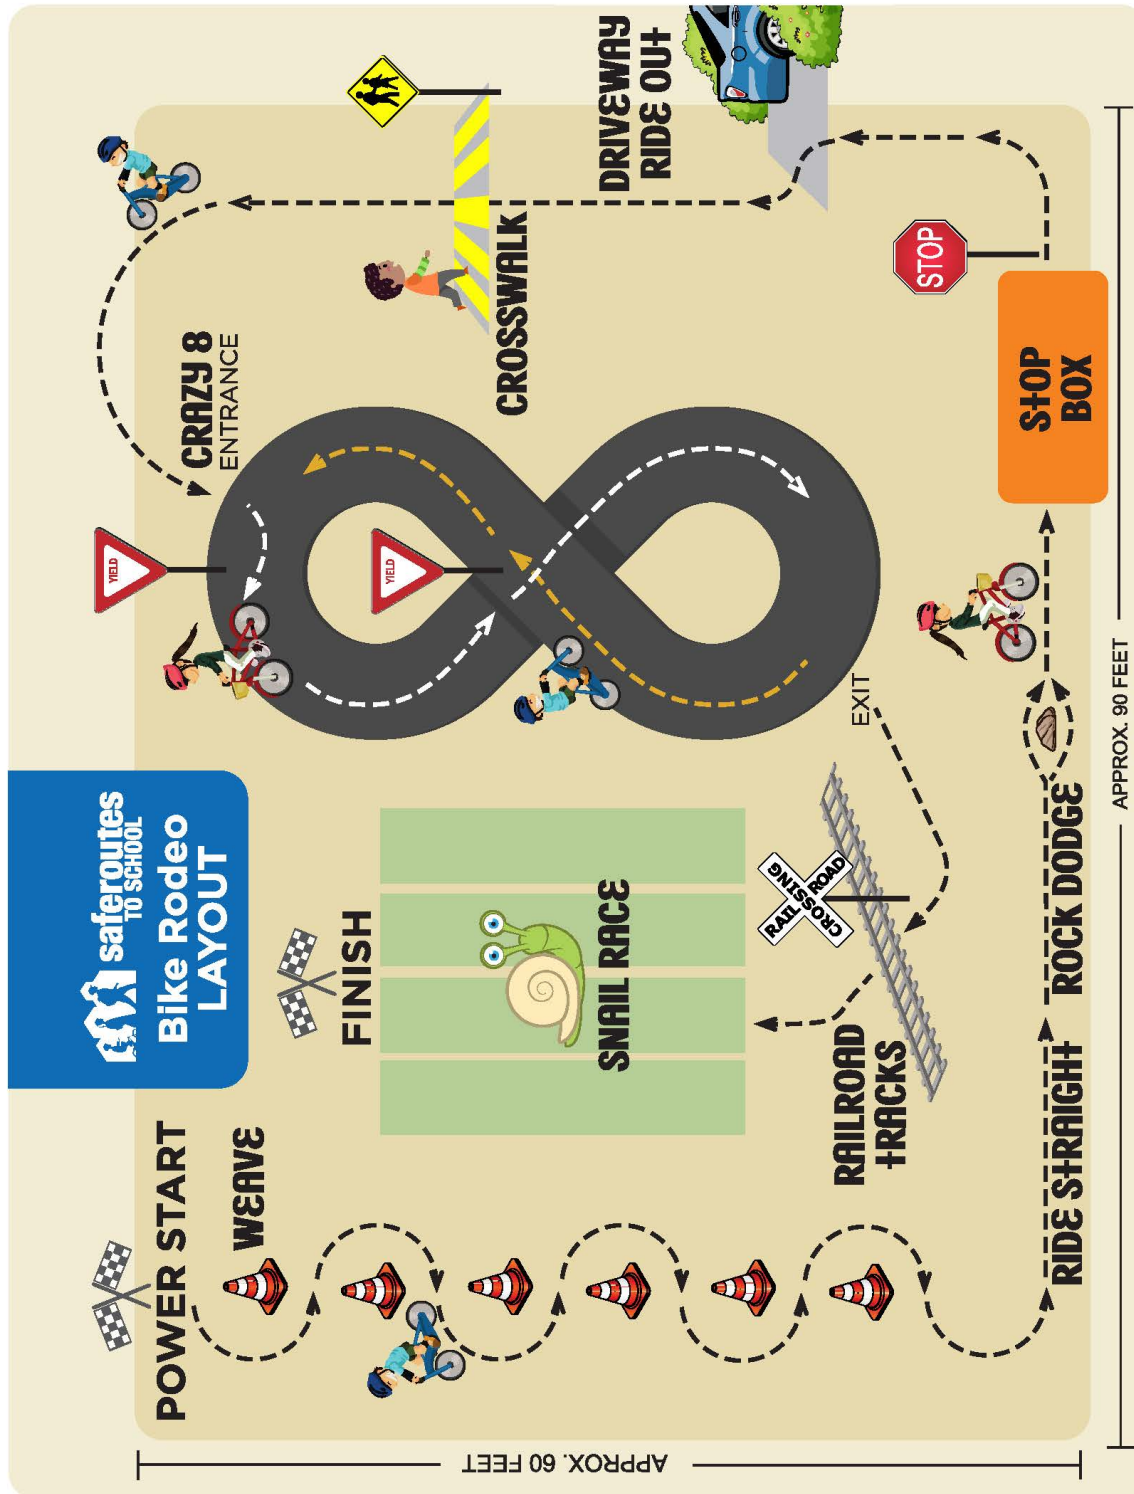 saferoutes
TO SCHOOL
Bike Rodeo
LAYOUT
POWER START
WEAVE
FINISH
SNAIL RACE
YIELD
CRAZY 8
ENTRANCE
YIELD
CROSSWALK
DRIVEWAY
RIDE OUT
RAILROAD
TRACKS
RAIL ROAD
CROSSING
EXIT
STOP
RIDE STRAIGHT
ROCK DODGE
STOP
BOX
APPROX. 60 FEET
APPROX. 90 FEET